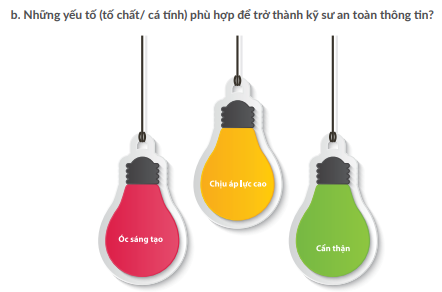 b. Những yếu tố (tố chất/ cá tính) phù hợp để trở thành kỹ sư an toàn thông tin?
Chịu áp lực cao
Óc sáng tạo
Cẩn thận